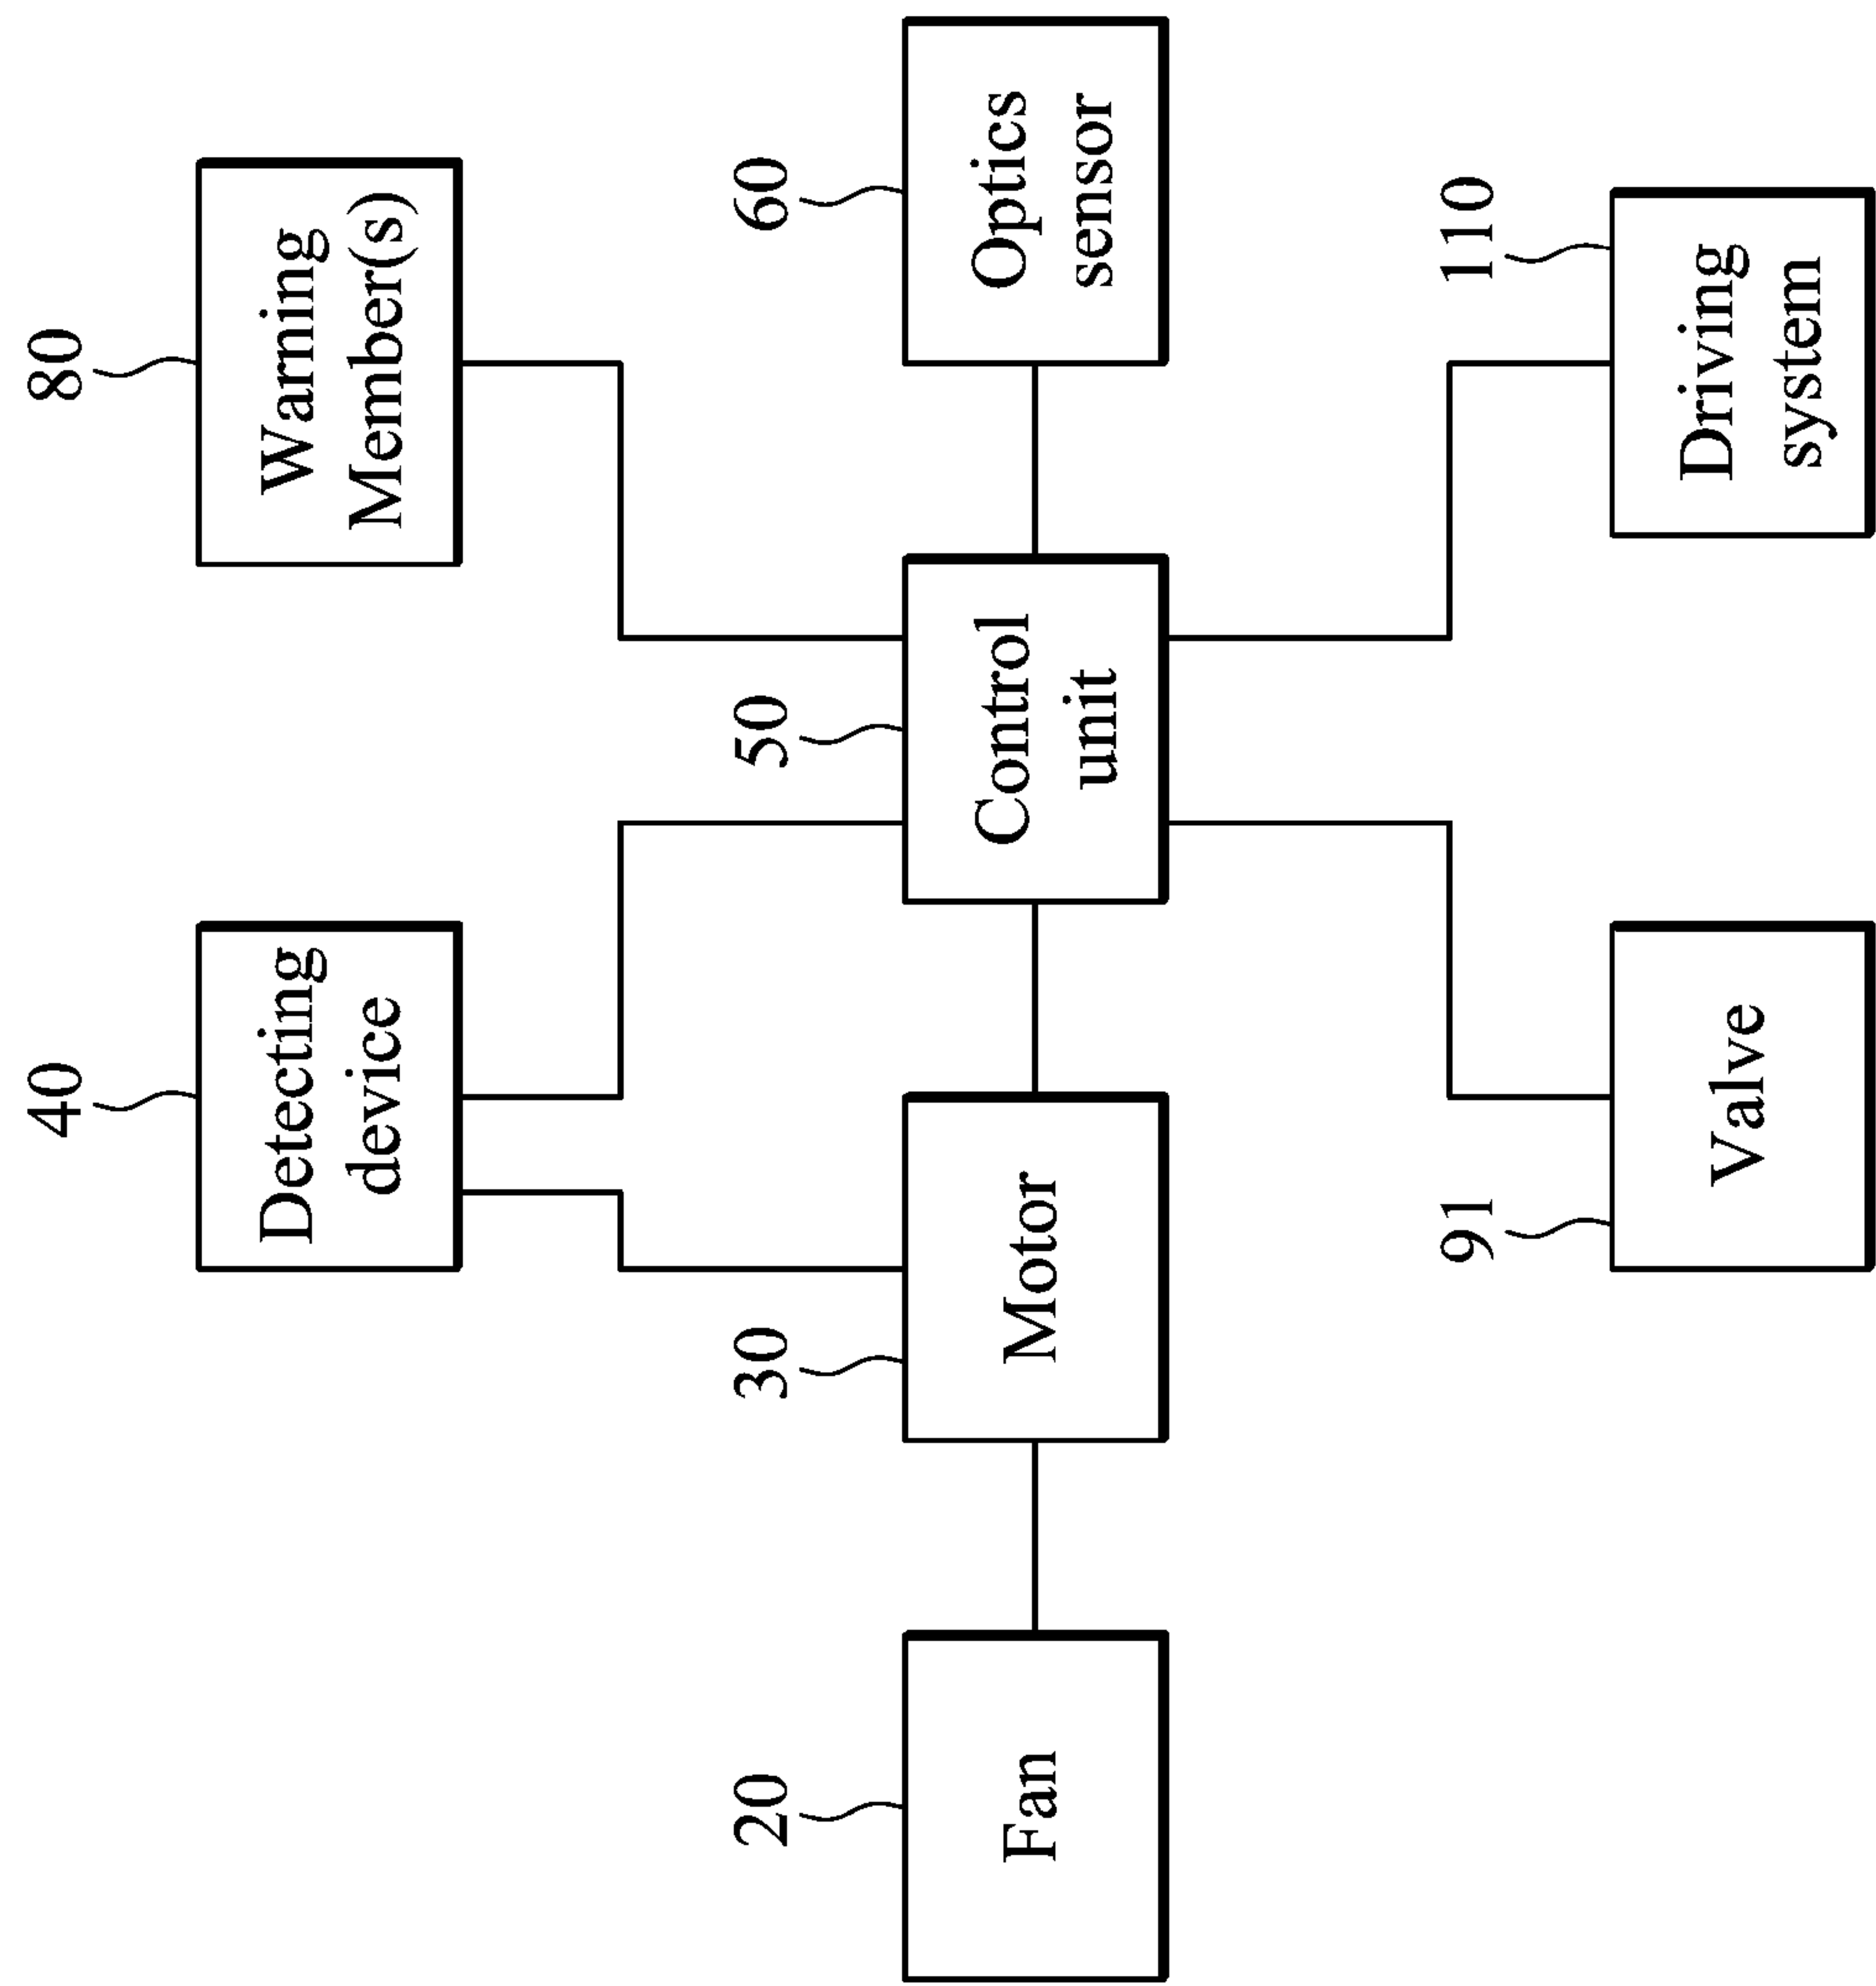 40
Detecting
device
80
Warning
Member(s)
20
Fan
30
Motor
50
Control
unit
60
Optics
sensor
91
Valve
110
Driving
system